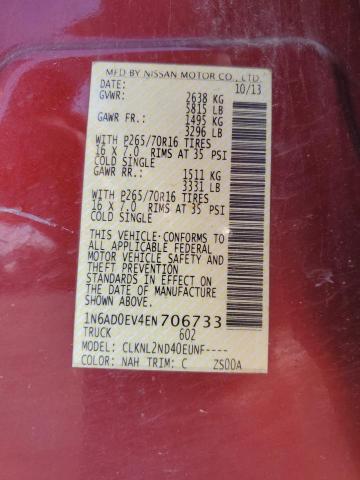 MFD BY NISSAN MOTOR CO., LTD.
DATE: 10/13
GVWR: 2638 KG
5815 LB
GAWR FR.: 1495 KG
3296 LB
WITH P265/70R16 TIRES
16 X 7.0 RIMS AT 35 PSI
COLD SINGLE
GAWR RR.: 1511 KG
3331 LB
WITH P265/70R16 TIRES
16 X 7.0 RIMS AT 35 PSI
COLD SINGLE
THIS VEHICLE CONFORMS TO
ALL APPLICABLE FEDERAL
MOTOR VEHICLE SAFETY AND
THEFT PREVENTION
STANDARDS IN EFFECT ON
THE DATE OF MANUFACTURE
SHOWN ABOVE.
1N6AD0EV4EN706733
TRUCK 602
MODEL: CLKNL2ND40EUNF----
COLOR: NAH TRIM: C ZS00A